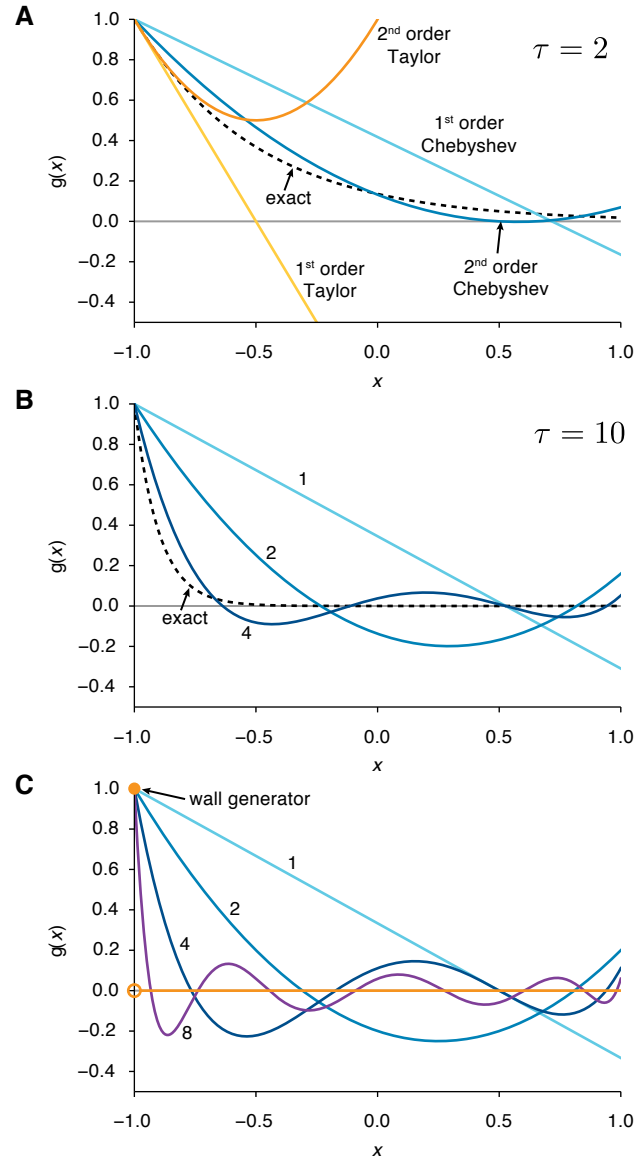 A
τ = 2
1.0
0.8
0.6
0.4
0.2
0.0
−0.2
−0.4
g(x)
2nd order
Taylor
1st order
Chebyshev
exact
1st order
Taylor
2nd order
Chebyshev
−1.0 −0.5 0.0 0.5 1.0
x
B
τ = 10
1.0
0.8
0.6
0.4
0.2
0.0
−0.2
−0.4
g(x)
1
2
exact
4
−1.0 −0.5 0.0 0.5 1.0
x
C
1.0
0.8
0.6
0.4
0.2
0.0
−0.2
−0.4
g(x)
wall generator
1
2
4
8
−1.0 −0.5 0.0 0.5 1.0
x